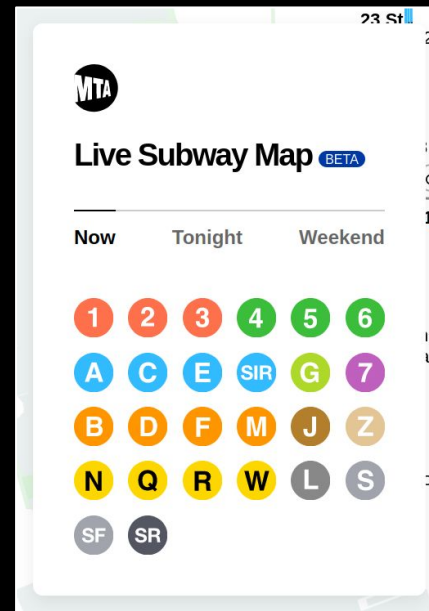 23 St
MTA
Live Subway Map BETA
Now Tonight Weekend
1 2 3 4 5 6
A C E SIR G 7
B D F M J Z
N Q R W L S
SF SR